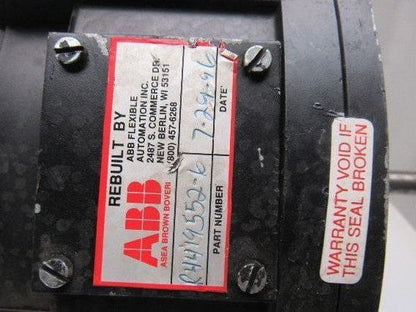 REBUILT BY
ABB FLEXIBLE
AUTOMATION INC.
2487 S. COMMERCE DR.
NEW BERLIN, WI 53151
(800) 457-6268
ABB
ASEA BROWN BOVERI
7-29-96
DATE
PART NUMBER
WARRANTY VOID IF
THIS SEAL BROKEN